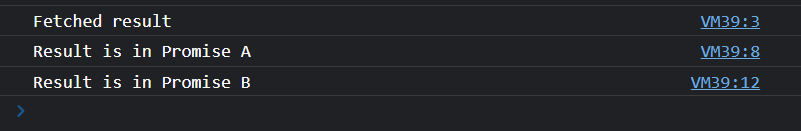 Fetched result VM39:3
Result is in Promise A VM39:8
Result is in Promise B VM39:12